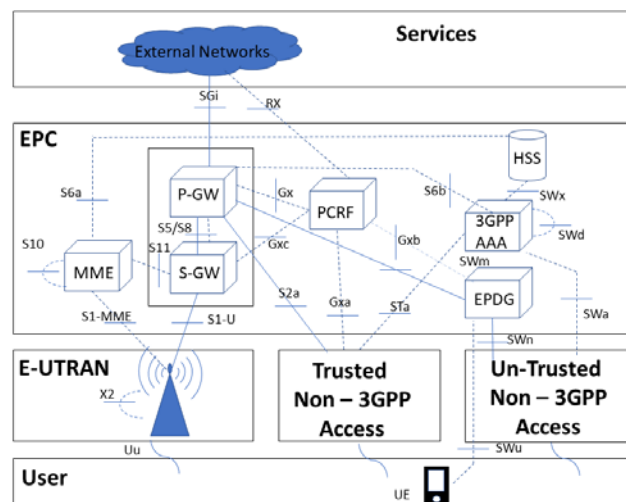 Services
External Networks
SGi
RX
EPC
HSS
S6a
P-GW
Gx
PCRF
S6b
SWx
3GPP
AAA
SWd
S5/S8
Gxc
Gxb
S10
MME
S11
S-GW
SWm
EPDG
S2a
Gxa
STa
SWa
S1-MME
S1-U
SWn
E-UTRAN
X2
Trusted
Non – 3GPP
Access
Un-Trusted
Non – 3GPP
Access
Uu
SWu
User
UE